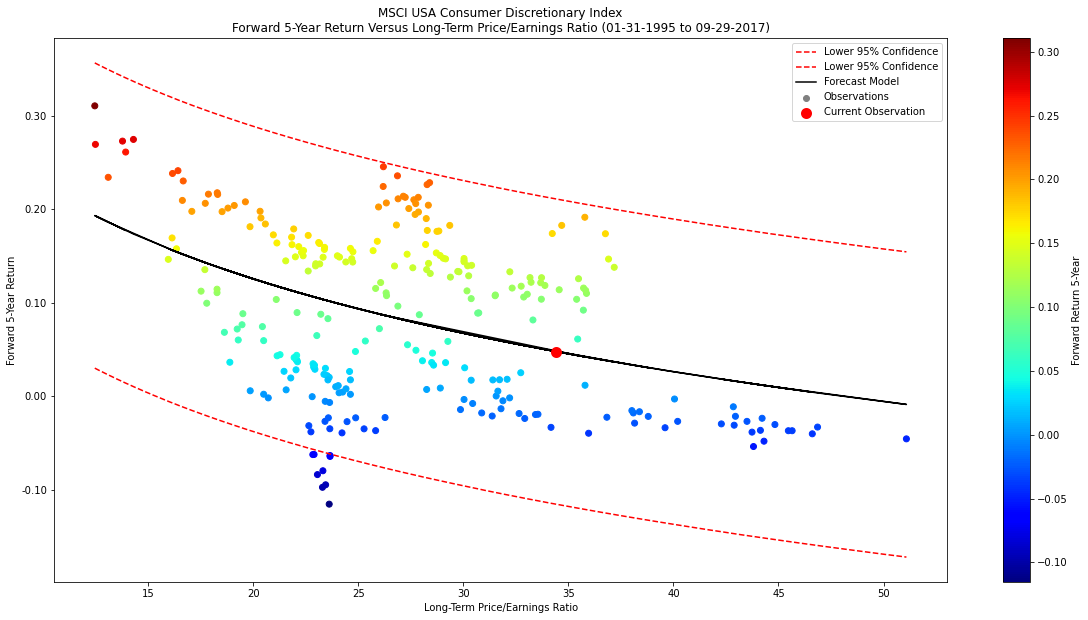 MSCI USA Consumer Discretionary Index
Forward 5-Year Return Versus Long-Term Price/Earnings Ratio (01-31-1995 to 09-29-2017)
Lower 95% Confidence
Lower 95% Confidence
Forecast Model
Observations
Current Observation
Forward 5-Year Return
0.30
0.20
0.10
0.00
-0.10
15 20 25 30 35 40 45 50
Long-Term Price/Earnings Ratio
0.30
0.25
0.20
0.15
0.10
0.05
0.00
−0.05
−0.10
Forward Return 5-Year